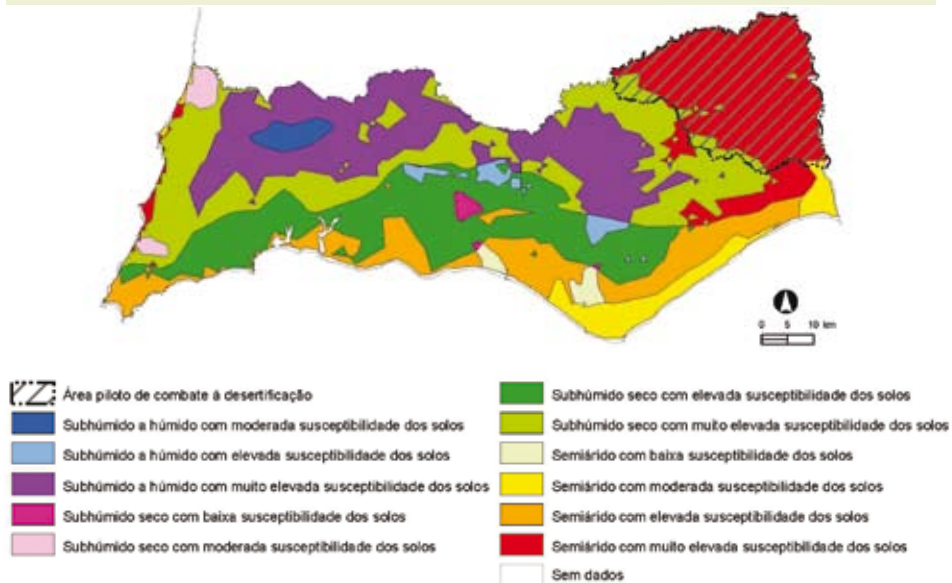 0 5 10 km
Área piloto de combate à desertificação
Subhúmido a húmido com moderada susceptibilidade dos solos
Subhúmido a húmido com elevada susceptibilidade dos solos
Subhúmido a húmido com muito elevada susceptibilidade dos solos
Subhúmido seco com baixa susceptibilidade dos solos
Subhúmido seco com moderada susceptibilidade dos solos
Subhúmido seco com elevada susceptibilidade dos solos
Subhúmido seco com muito elevada susceptibilidade dos solos
Semiárido com baixa susceptibilidade dos solos
Semiárido com moderada susceptibilidade dos solos
Semiárido com elevada susceptibilidade dos solos
Semiárido com muito elevada susceptibilidade dos solos
Sem dados